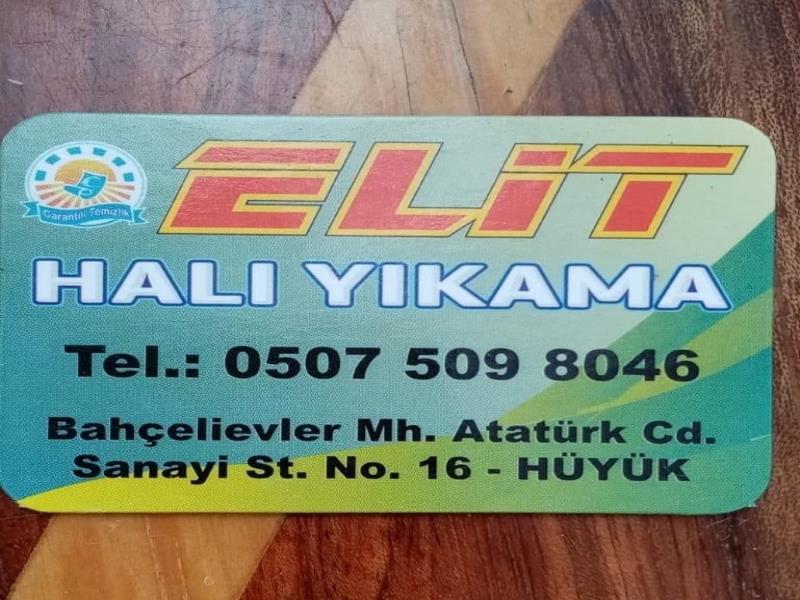 Garantili Temizlik
ELİT
HALI YIKAMA
Tel.: 0507 509 8046
Bahçelievler Mh. Atatürk Cd.
Sanayi St. No. 16 - HÜYÜK